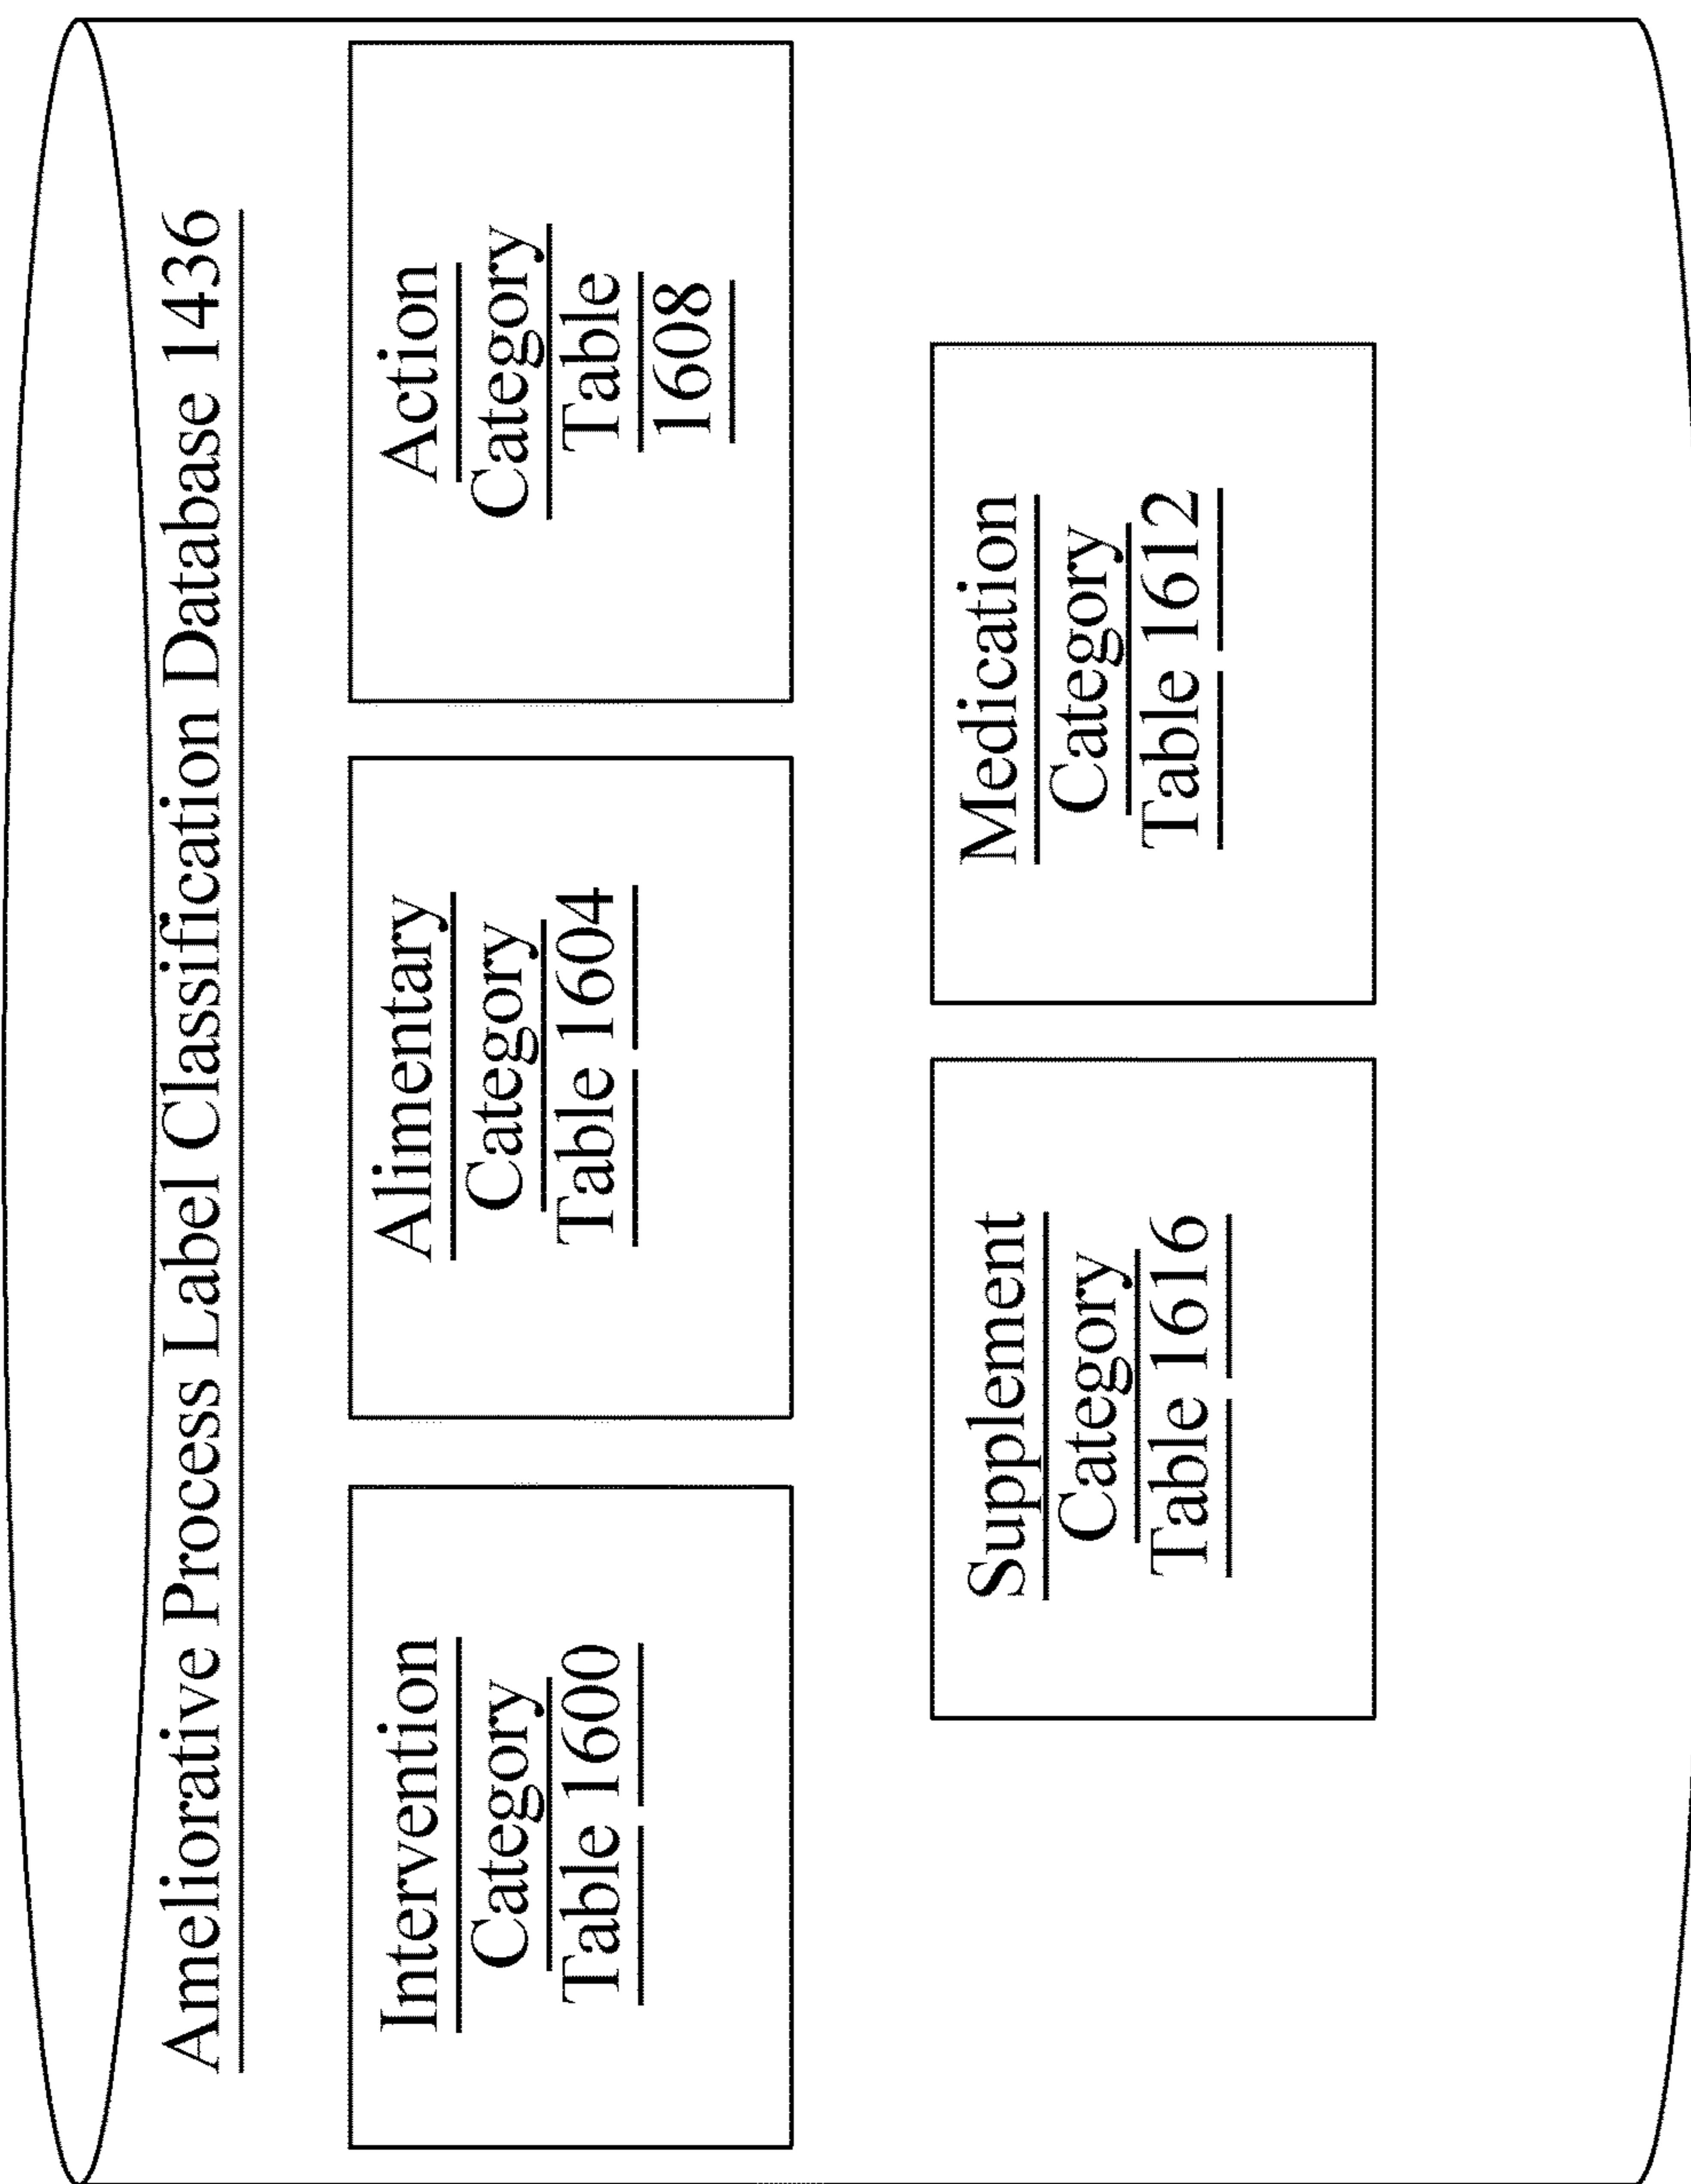 Ameliorative Process Label Classification Database 1436
Intervention
Category
Table 1600
Alimentary
Category
Table 1604
Action
Category
Table
1608
Supplement
Category
Table 1616
Medication
Category
Table 1612